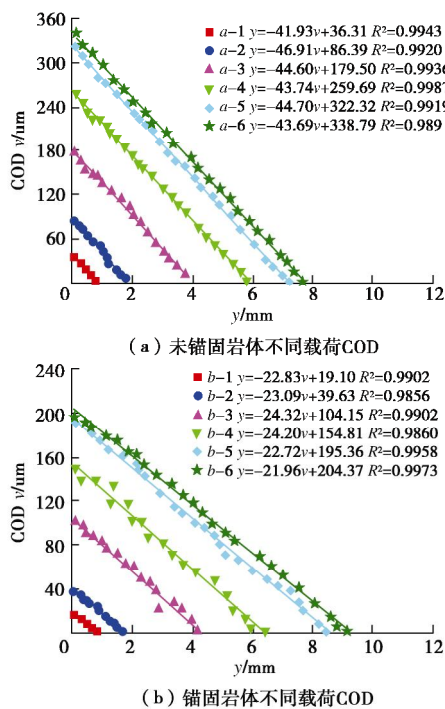 360
300
240
180
120
60
COD v/um
a−1 y=−41.93v+36.31 R²=0.9943
a−2 y=−46.91v+86.39 R²=0.9920
a−3 y=−44.60v+179.50 R²=0.9936
a−4 y=−43.74v+259.69 R²=0.998
a−5 y=−44.70v+322.32 R²=0.9919
a−6 y=−43.69v+338.79 R²=0.989
0 2 4 6 8 10 12
y/mm
(a)未锚固岩体不同载荷COD
200
160
120
80
40
COD v/um
b−1 y=−22.83v+19.10 R²=0.9902
b−2 y=−23.09v+39.63 R²=0.9856
b−3 y=−24.32v+104.15 R²=0.9902
b−4 y=−24.20v+154.81 R²=0.9860
b−5 y=−22.72v+195.36 R²=0.9958
b−6 y=−21.96v+204.37 R²=0.9973
0 2 4 6 8 10 12
y/mm
(b)锚固岩体不同载荷COD